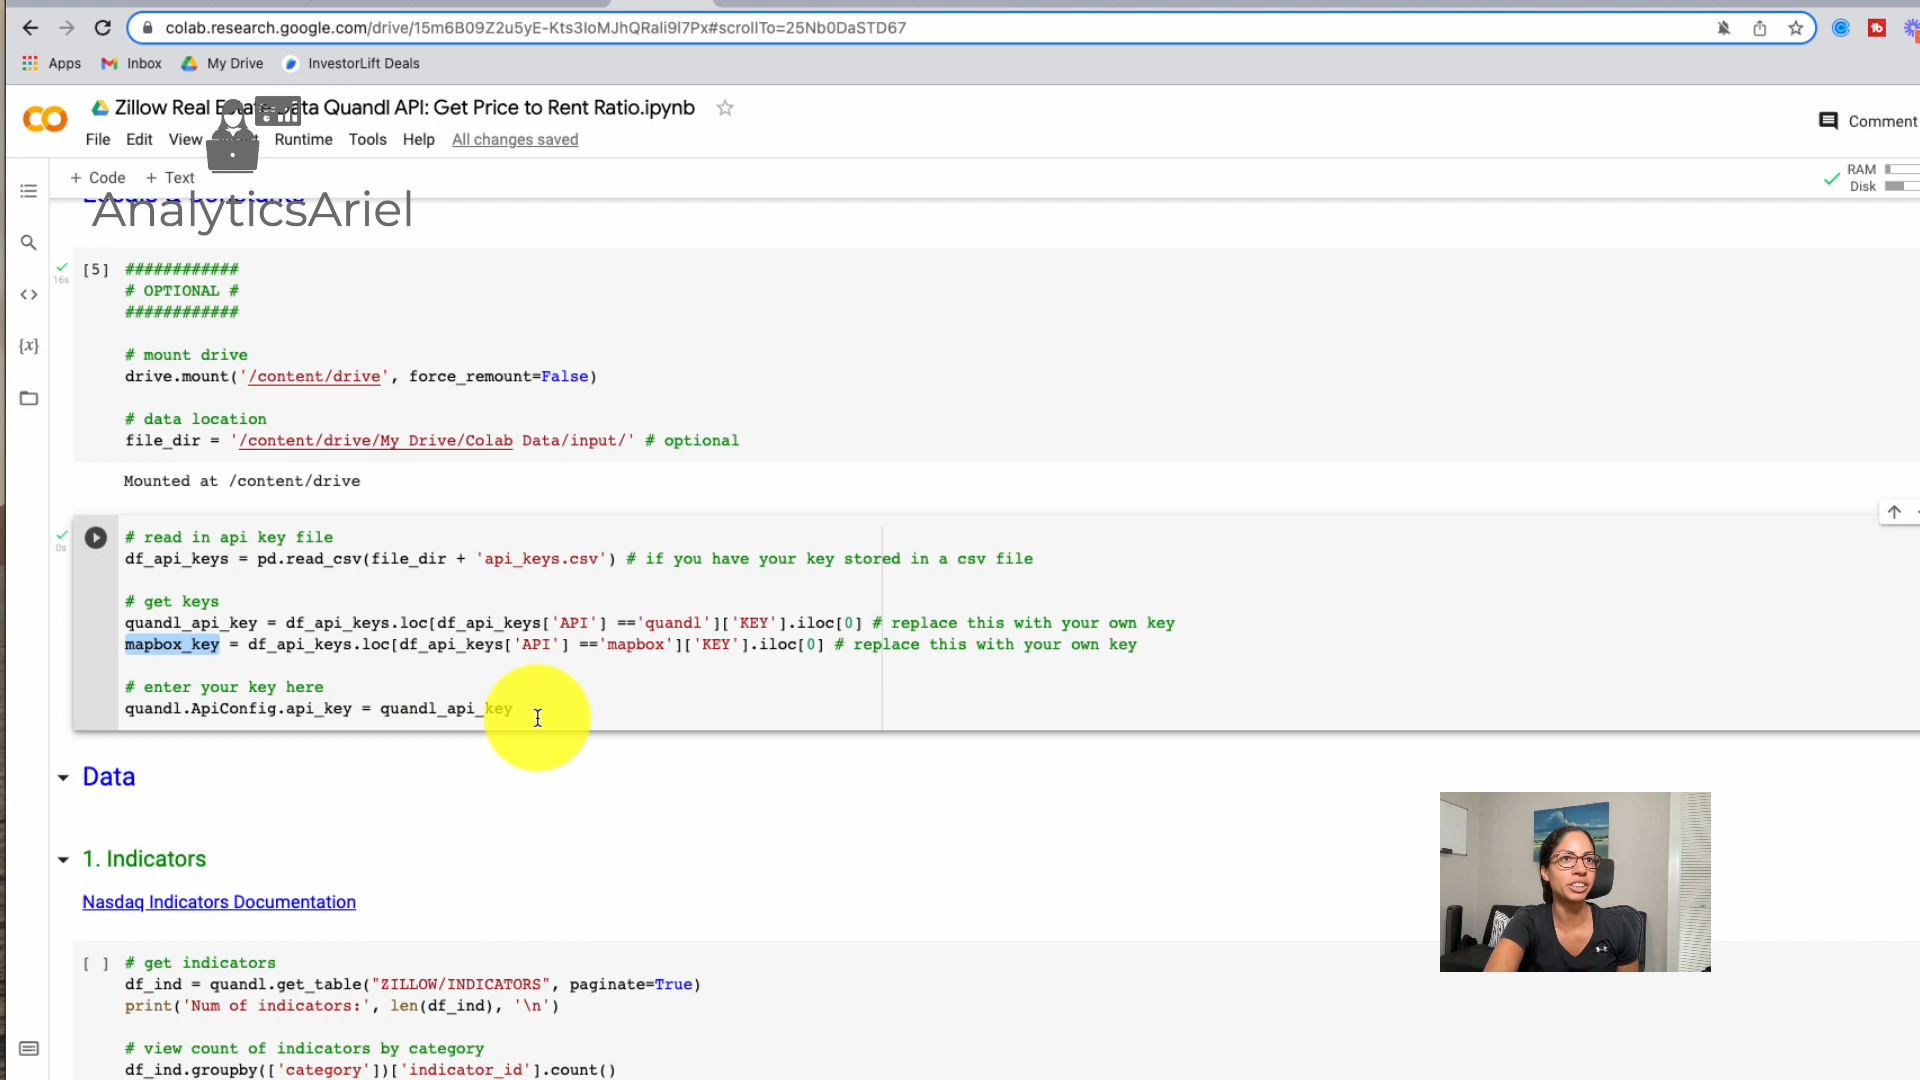 colab.research.google.com/drive/15m6B09Z2u5yE-Kts3IoMJhQRali9l7Px#scrollTo=25Nb0DaSTD67
Apps Inbox My Drive InvestorLift Deals
Zillow Real Estate Data Quandl API: Get Price to Rent Ratio.ipynb
Comment
File Edit View Runtime Tools Help All changes saved
+ Code + Text
RAM
Disk
AnalyticsAriel
[5] ############
16s
# OPTIONAL #
############
# mount drive
drive.mount('/content/drive', force_remount=False)
# data location
file_dir = '/content/drive/My Drive/Colab Data/input/' # optional
Mounted at /content/drive
# read in api key file
0s
df_api_keys = pd.read_csv(file_dir + 'api_keys.csv') # if you have your key stored in a csv file
# get keys
quandl_api_key = df_api_keys.loc[df_api_keys['API'] =='quandl']['KEY'].iloc[0] # replace this with your own key
mapbox_key = df_api_keys.loc[df_api_keys['API'] =='mapbox']['KEY'].iloc[0] # replace this with your own key
# enter your key here
quandl.ApiConfig.api_key = quandl_api_key
Data
1. Indicators
Nasdaq Indicators Documentation
[ ] # get indicators
df_ind = quandl.get_table("ZILLOW/INDICATORS", paginate=True)
print('Num of indicators:', len(df_ind), '\n')
# view count of indicators by category
df_ind.groupby(['category'])['indicator_id'].count()